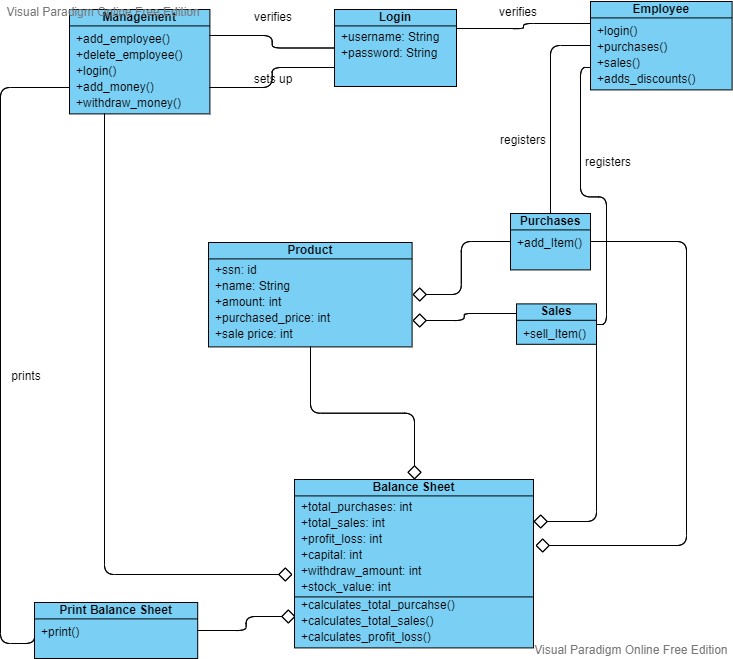 Visual Paradigm Online Free Edition
Management
+add_employee()
+delete_employee()
+login()
+add_money()
+withdraw_money()
verifies
sets up
Login
+username: String
+password: String
verifies
Employee
+login()
+purchases()
+sales()
+adds_discounts()
registers
registers
Purchases
+add_Item()
Product
+ssn: id
+name: String
+amount: int
+purchased_price: int
+sale price: int
Sales
+sell_Item()
prints
Balance Sheet
+total_purchases: int
+total_sales: int
+profit_loss: int
+capital: int
+withdraw_amount: int
+stock_value: int
+calculates_total_purcahse()
+calculates_total_sales()
+calculates_profit_loss()
Print Balance Sheet
+print()
Visual Paradigm Online Free Edition